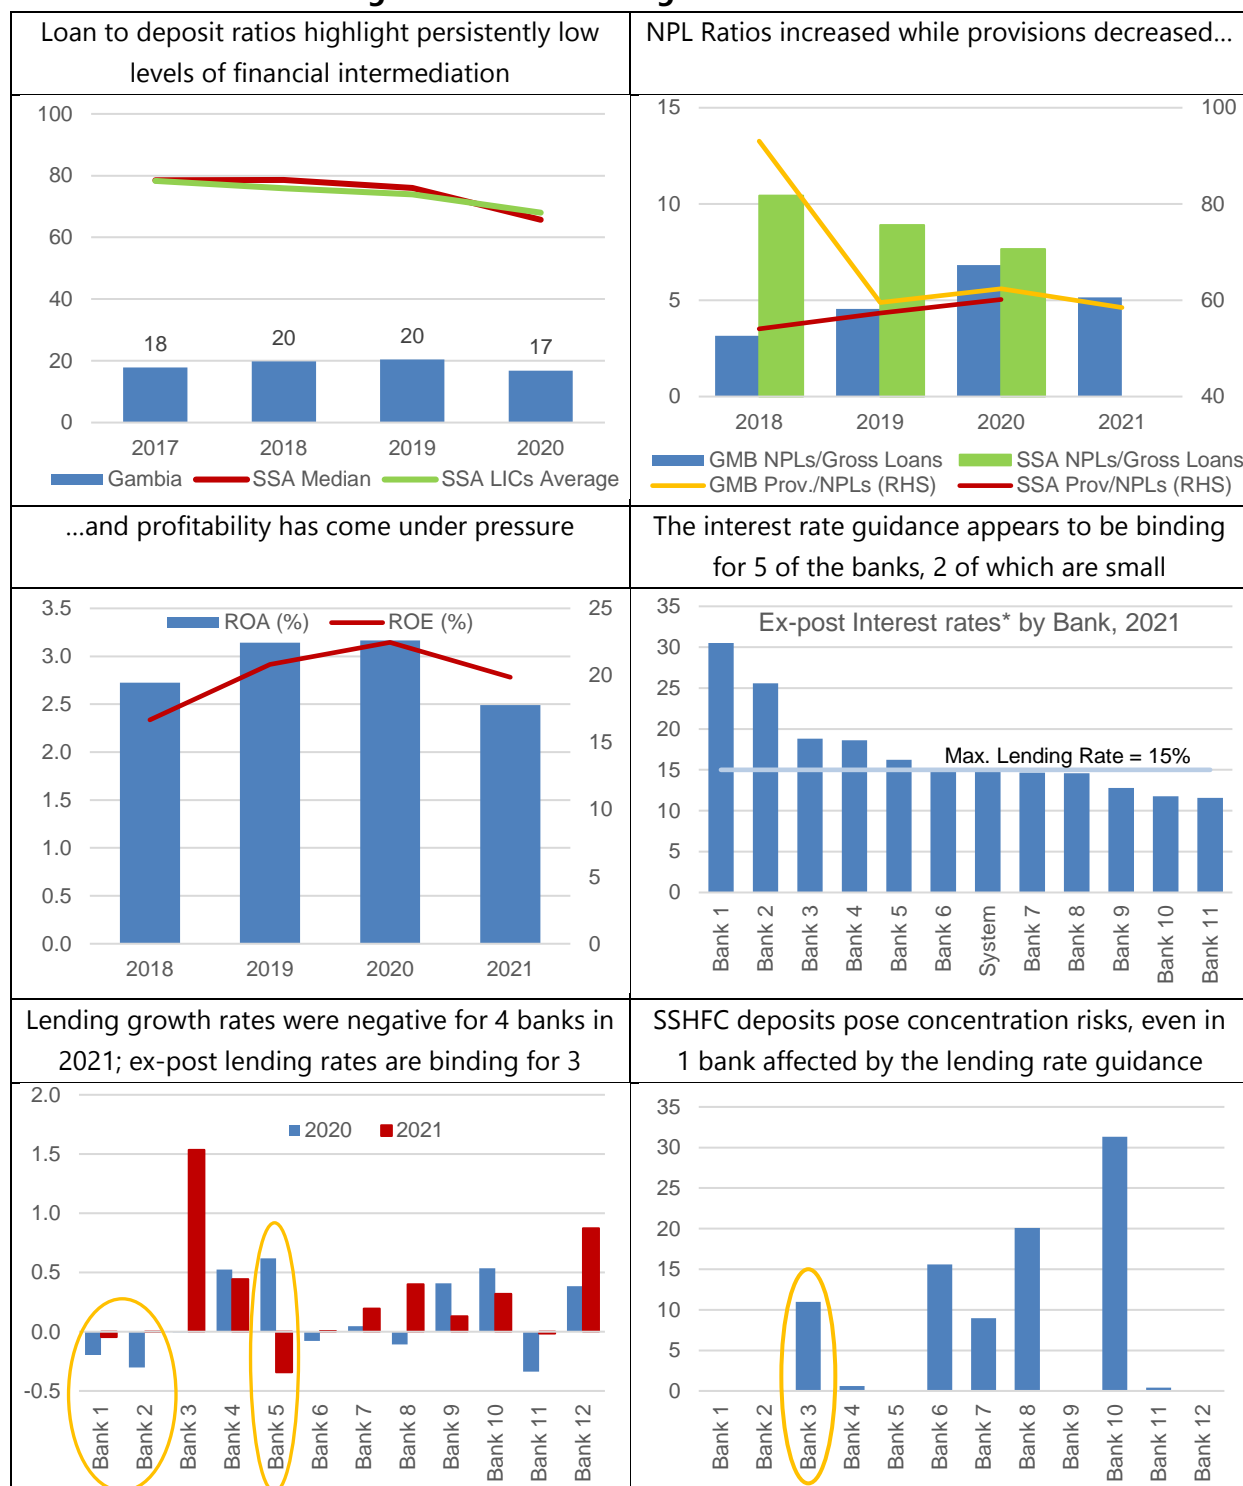 Loan to deposit ratios highlight persistently low
levels of financial intermediation
100
80
60
40
20
0
18
20
20
17
2017
2018
2019
2020
Gambia
SSA Median
SSA LICs Average
NPL Ratios increased while provisions decreased…
15
10
5
0
100
80
60
40
2018
2019
2020
2021
GMB NPLs/Gross Loans
SSA NPLs/Gross Loans
GMB Prov./NPLs (RHS)
SSA Prov/NPLs (RHS)
…and profitability has come under pressure
3.5
3.0
2.5
2.0
1.5
1.0
0.5
0.0
ROA (%)
ROE (%)
25
20
15
10
5
0
2018
2019
2020
2021
The interest rate guidance appears to be binding
for 5 of the banks, 2 of which are small
Ex-post Interest rates* by Bank, 2021
35
30
25
20
15
10
5
0
Max. Lending Rate = 15%
Bank 1
Bank 2
Bank 3
Bank 4
Bank 5
Bank 6
System
Bank 7
Bank 8
Bank 9
Bank 10
Bank 11
Lending growth rates were negative for 4 banks in
2021; ex-post lending rates are binding for 3
2.0
1.5
1.0
0.5
0.0
-0.5
2020
2021
Bank 1
Bank 2
Bank 3
Bank 4
Bank 5
Bank 6
Bank 7
Bank 8
Bank 9
Bank 10
Bank 11
Bank 12
SSHFC deposits pose concentration risks, even in
1 bank affected by the lending rate guidance
35
30
25
20
15
10
5
0
Bank 1
Bank 2
Bank 3
Bank 4
Bank 5
Bank 6
Bank 7
Bank 8
Bank 9
Bank 10
Bank 11
Bank 12